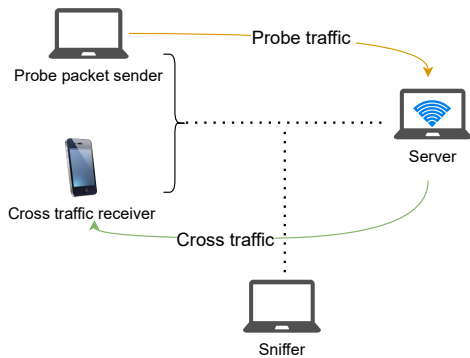 Probe traffic
Probe packet sender
Server
Cross traffic receiver
Cross traffic
Sniffer